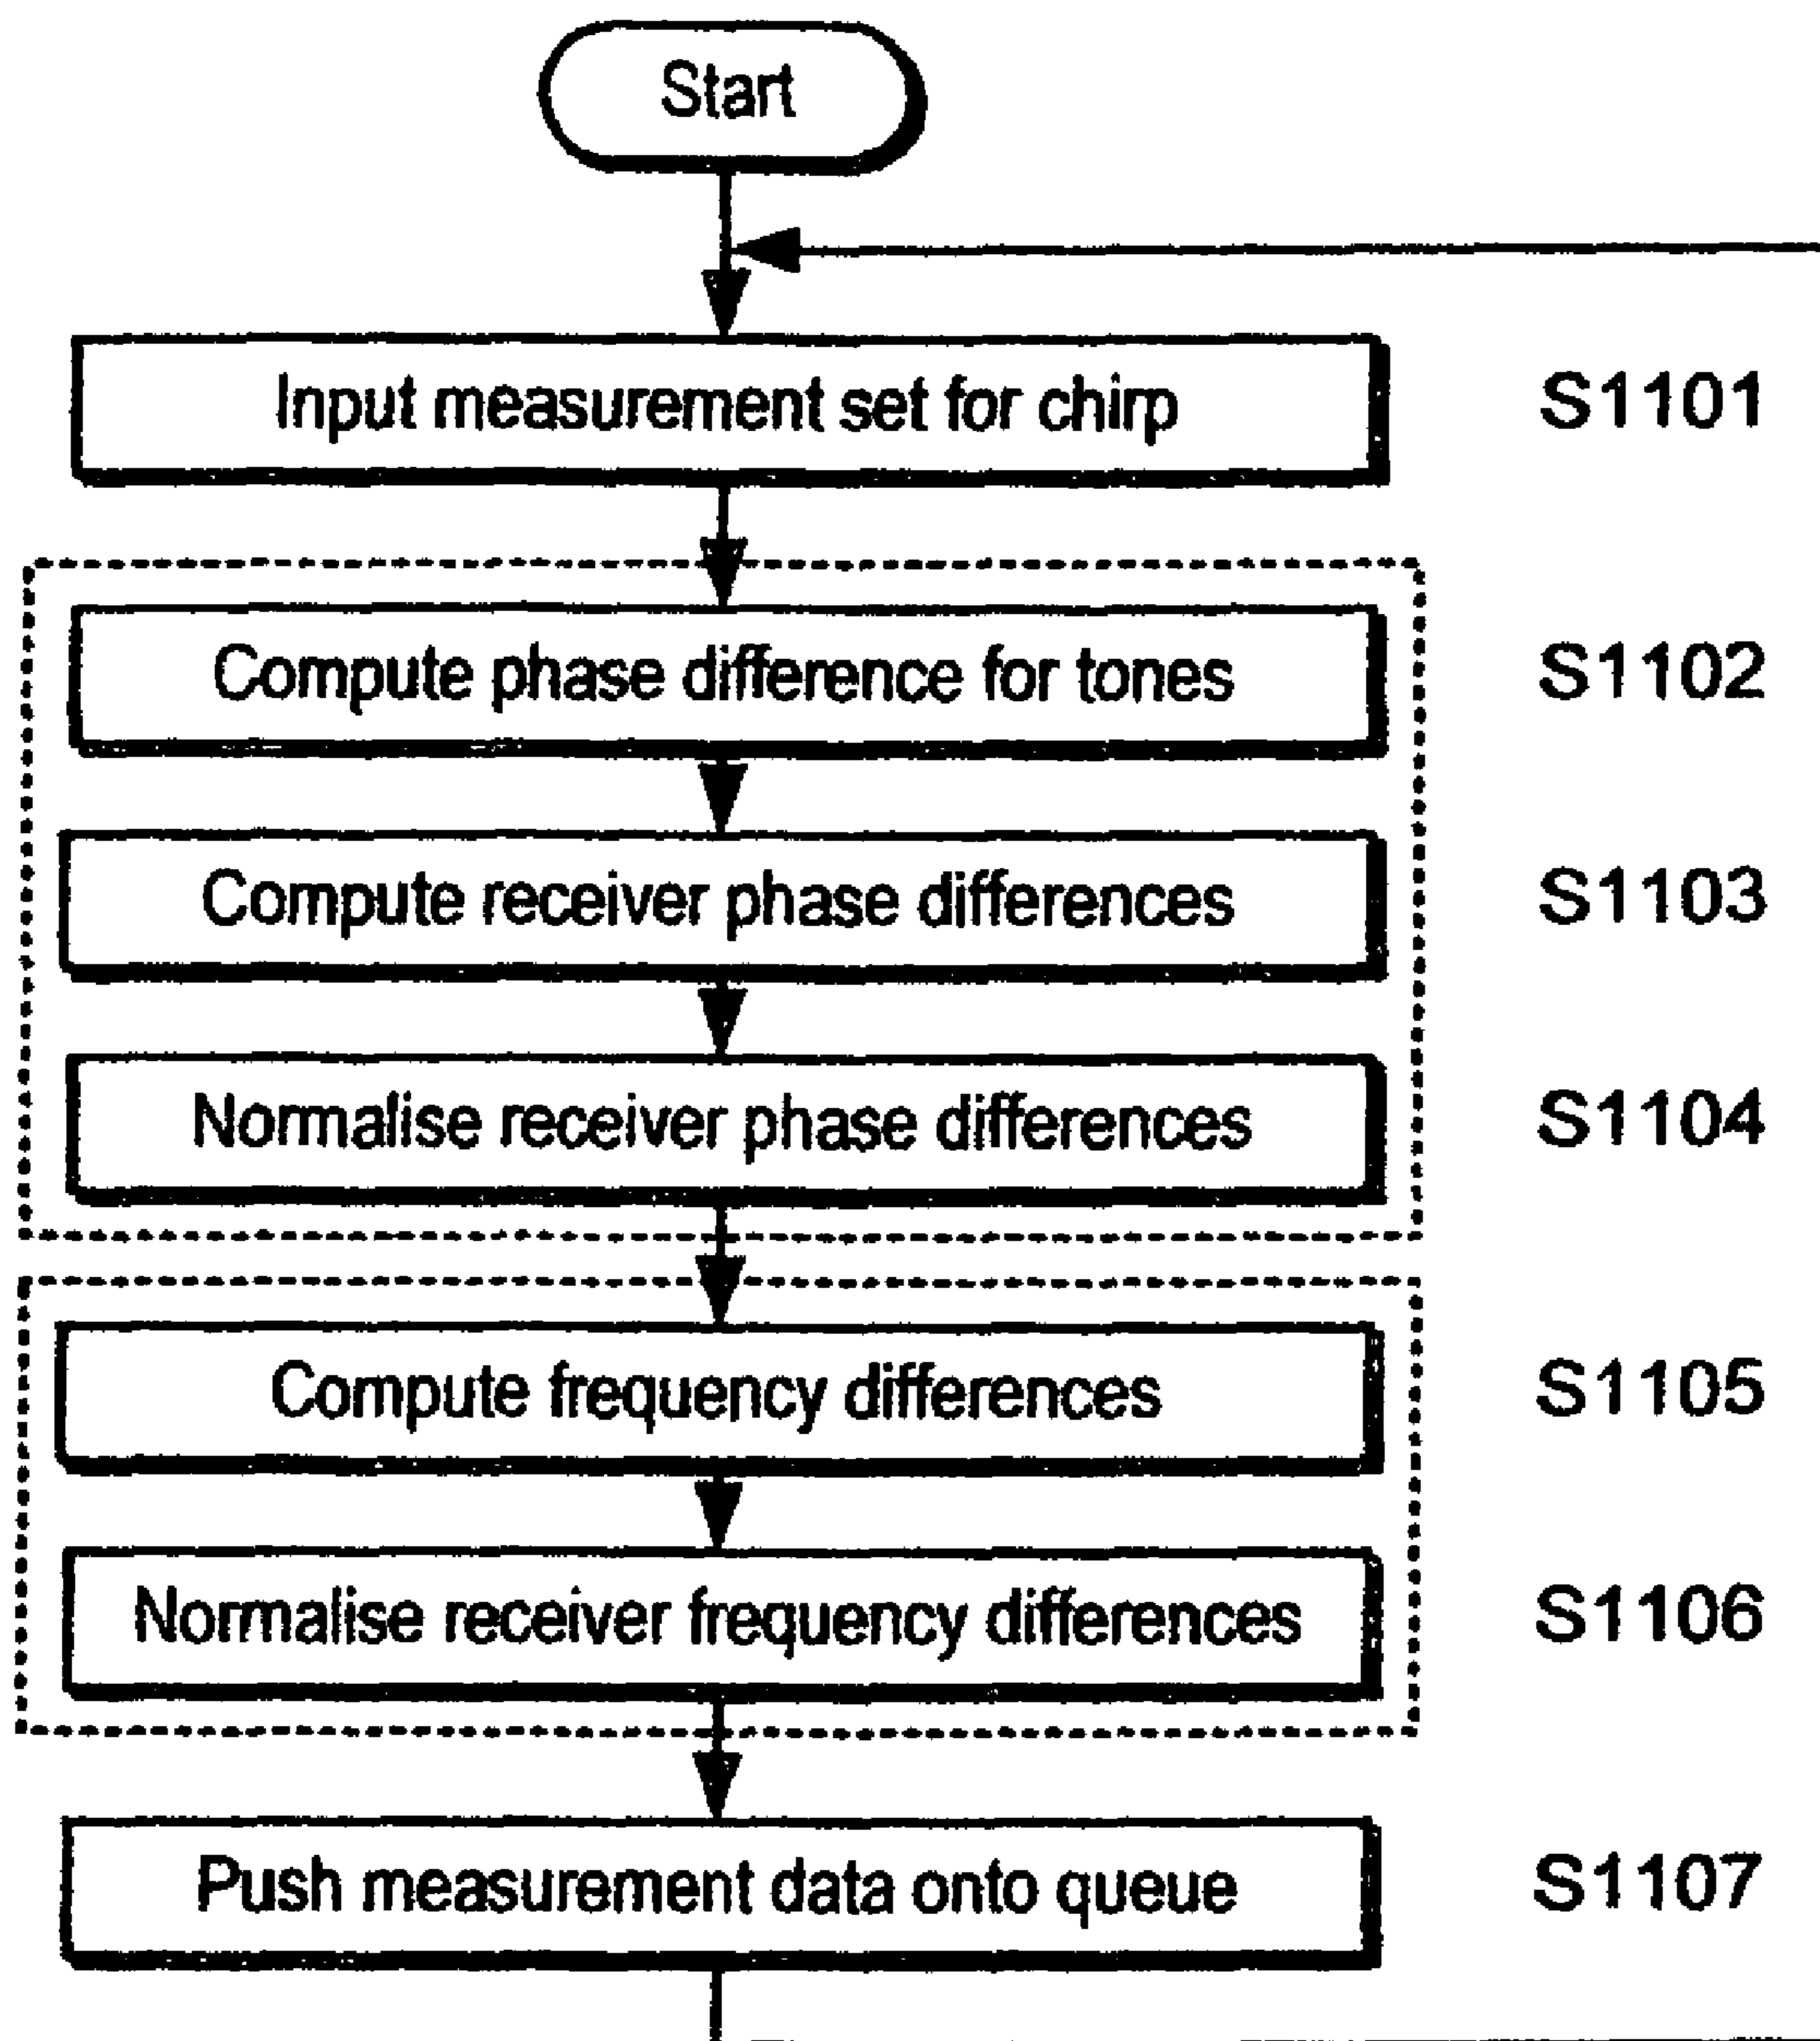 Start
Input measurement set for chirp S1101
Compute phase difference for tones S1102
Compute receiver phase differences S1103
Normalise receiver phase differences S1104
Compute frequency differences S1105
Normalise receiver frequency differences S1106
Push measurement data onto queue S1107